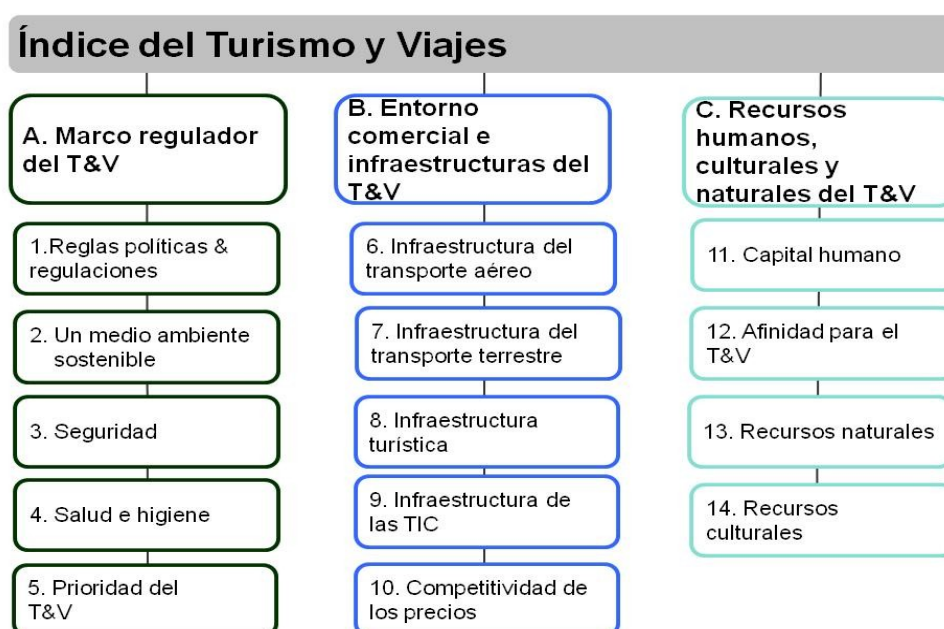 Índice del Turismo y Viajes
A. Marco regulador
del T&V
1.Reglas políticas &
regulaciones
2. Un medio ambiente
sostenible
3. Seguridad
4. Salud e higiene
5. Prioridad del
T&V
B. Entorno
comercial e
infraestructuras del
T&V
6. Infraestructura del
transporte aéreo
7. Infraestructura del
transporte terrestre
8. Infraestructura
turística
9. Infraestructura de
las TIC
10. Competitividad de
los precios
C. Recursos
humanos,
culturales y
naturales del T&V
11. Capital humano
12. Afinidad para el
T&V
13. Recursos naturales
14. Recursos
culturales